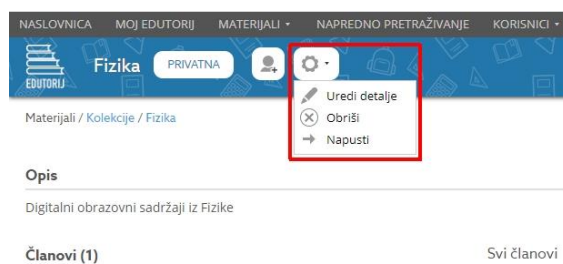 NASLOVNICA MOJ EDUTORIJ MATERIJALI NAPREDNO PRETRAŽIVANJE KORISNICI
EDUTORIJ Fizika PRIVATNA
Uredi detalje
Obriši
Napusti
Materijali / Kolekcije / Fizika
Opis
Digitalni obrazovni sadržaji iz Fizike
Članovi (1) Svi članovi